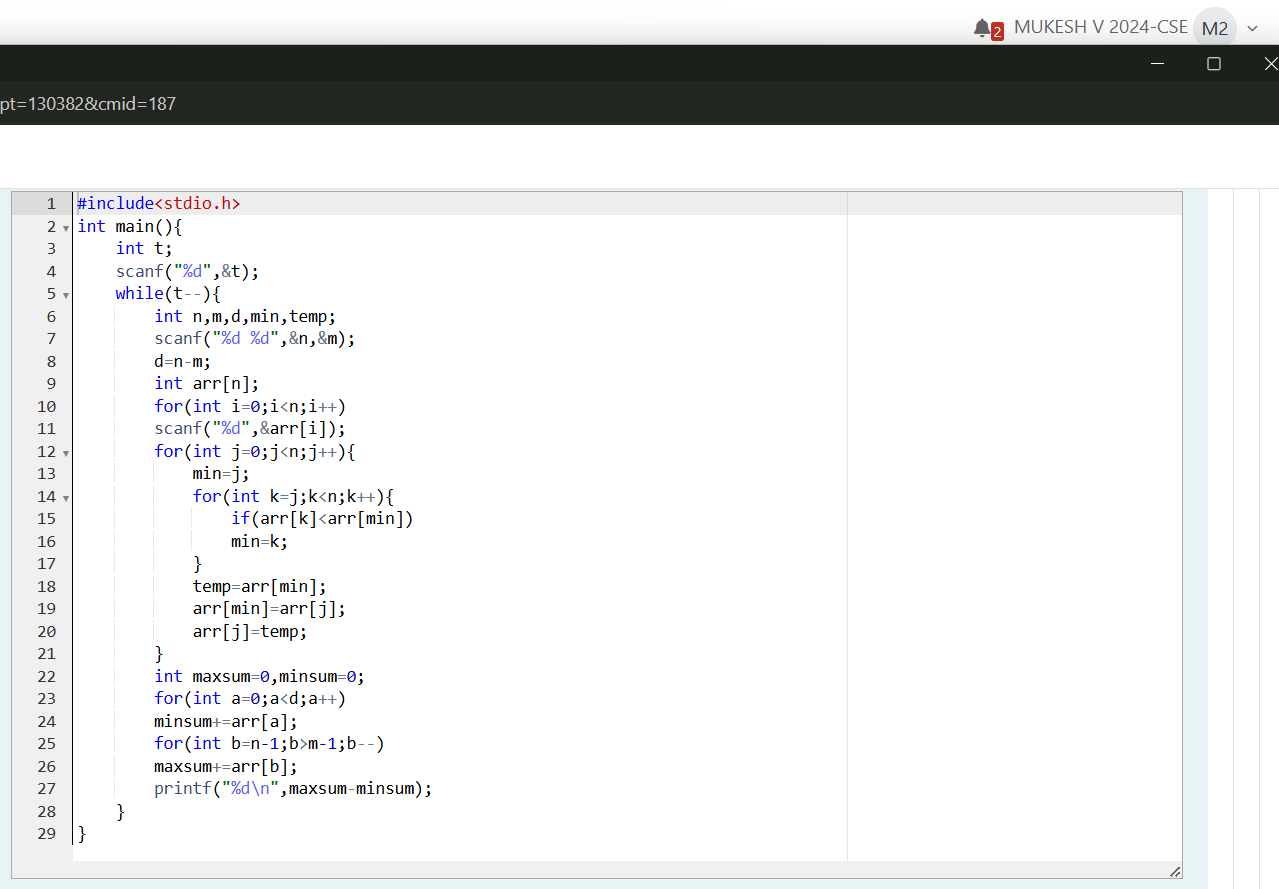 2 MUKESH V 2024-CSE M2
pt=130382&cmid=187
1 #include<stdio.h>
2 int main(){
3     int t;
4     scanf("%d",&t);
5     while(t--){
6         int n,m,d,min,temp;
7         scanf("%d %d",&n,&m);
8         d=n-m;
9         int arr[n];
10         for(int i=0;i<n;i++)
11         scanf("%d",&arr[i]);
12         for(int j=0;j<n;j++){
13             min=j;
14             for(int k=j;k<n;k++){
15                 if(arr[k]<arr[min])
16                 min=k;
17             }
18             temp=arr[min];
19             arr[min]=arr[j];
20             arr[j]=temp;
21         }
22         int maxsum=0,minsum=0;
23         for(int a=0;a<d;a++)
24         minsum+=arr[a];
25         for(int b=n-1;b>m-1;b--)
26         maxsum+=arr[b];
27         printf("%d\n",maxsum-minsum);
28     }
29 }